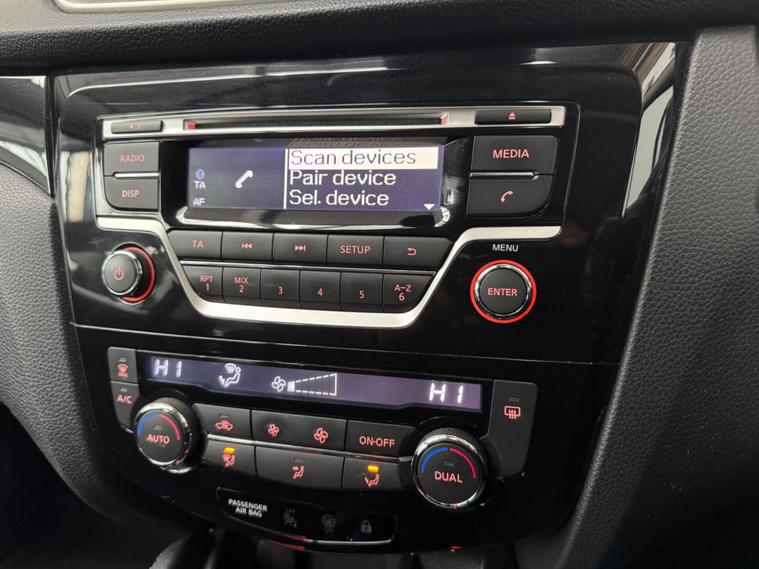 RADIO
DISP
TA
AF
Scan devices
Pair device
Sel. device
MEDIA
TA
SETUP
RPT
1
MIX
2
3
4
5
A-Z
6
MENU
ENTER
HI
HI
A/C
AUTO
ON·OFF
DUAL
PASSENGER
AIR BAG